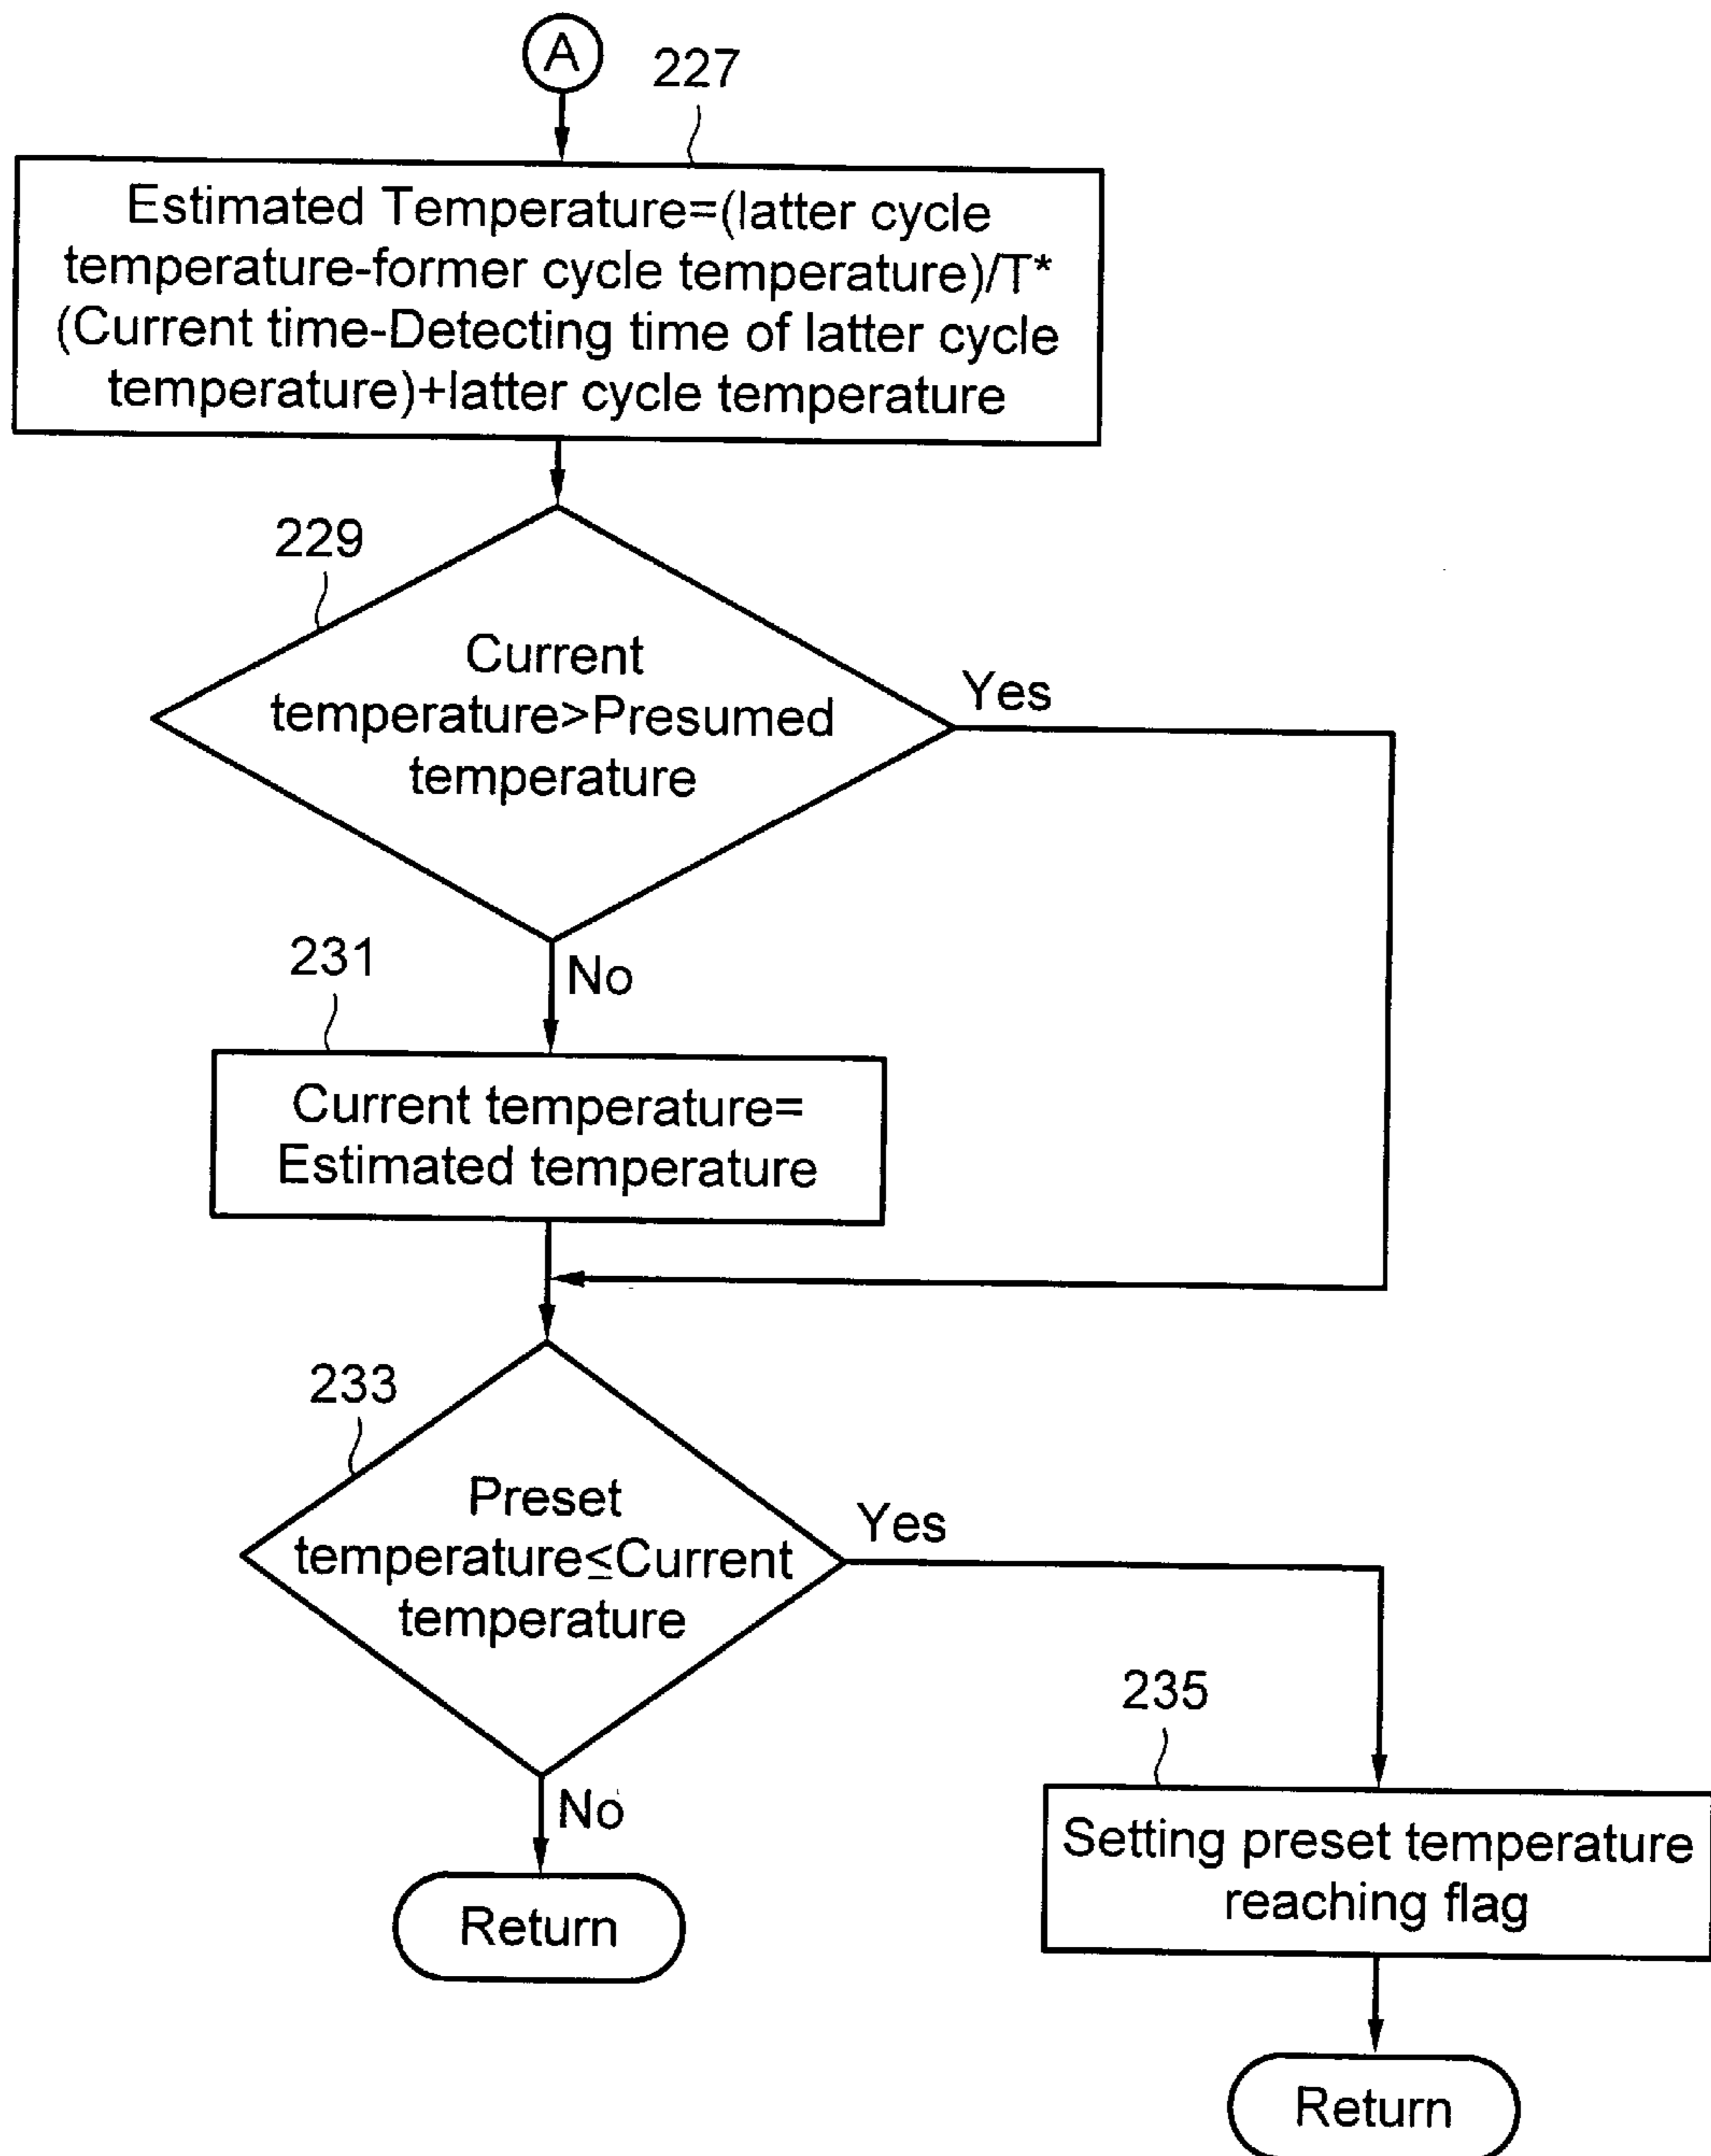 A
227
Estimated Temperature=(latter cycle
temperature-former cycle temperature)/T*
(Current time-Detecting time of latter cycle
temperature)+latter cycle temperature
229
Current
temperature>Presumed
temperature
Yes
No
231
Current temperature=
Estimated temperature
233
Preset
temperature≤Current
temperature
Yes
No
235
Setting preset temperature
reaching flag
Return
Return